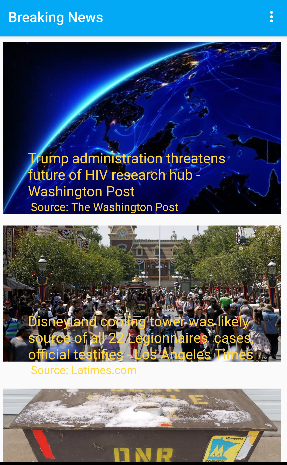 Breaking News
Trump administration threatens
future of HIV research hub -
Washington Post
Source: The Washington Post
Disneyland cooling tower was likely
source of all 22 Legionnaires' cases,
official testifies - Los Angeles Times
Source: Latimes.com
DNR